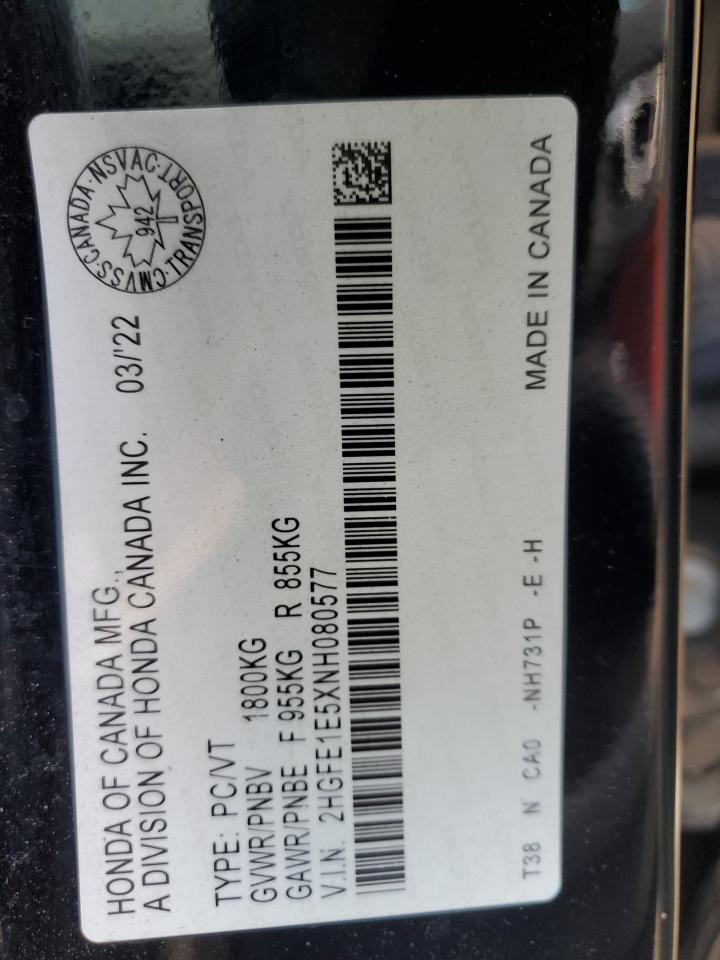 HONDA OF CANADA MFG.,
A DIVISION OF HONDA CANADA INC. 03/'22
CMVSS·CANADA·NSVAC·TRANSPORT·
942
TYPE: PC/VT
GVWR/PNBV 1800KG
GAWR/PNBE F 955KG R 855KG
V.I.N. 2HGFE1E5XNH080577
T38 N CA0 -NH731P -E -H MADE IN CANADA